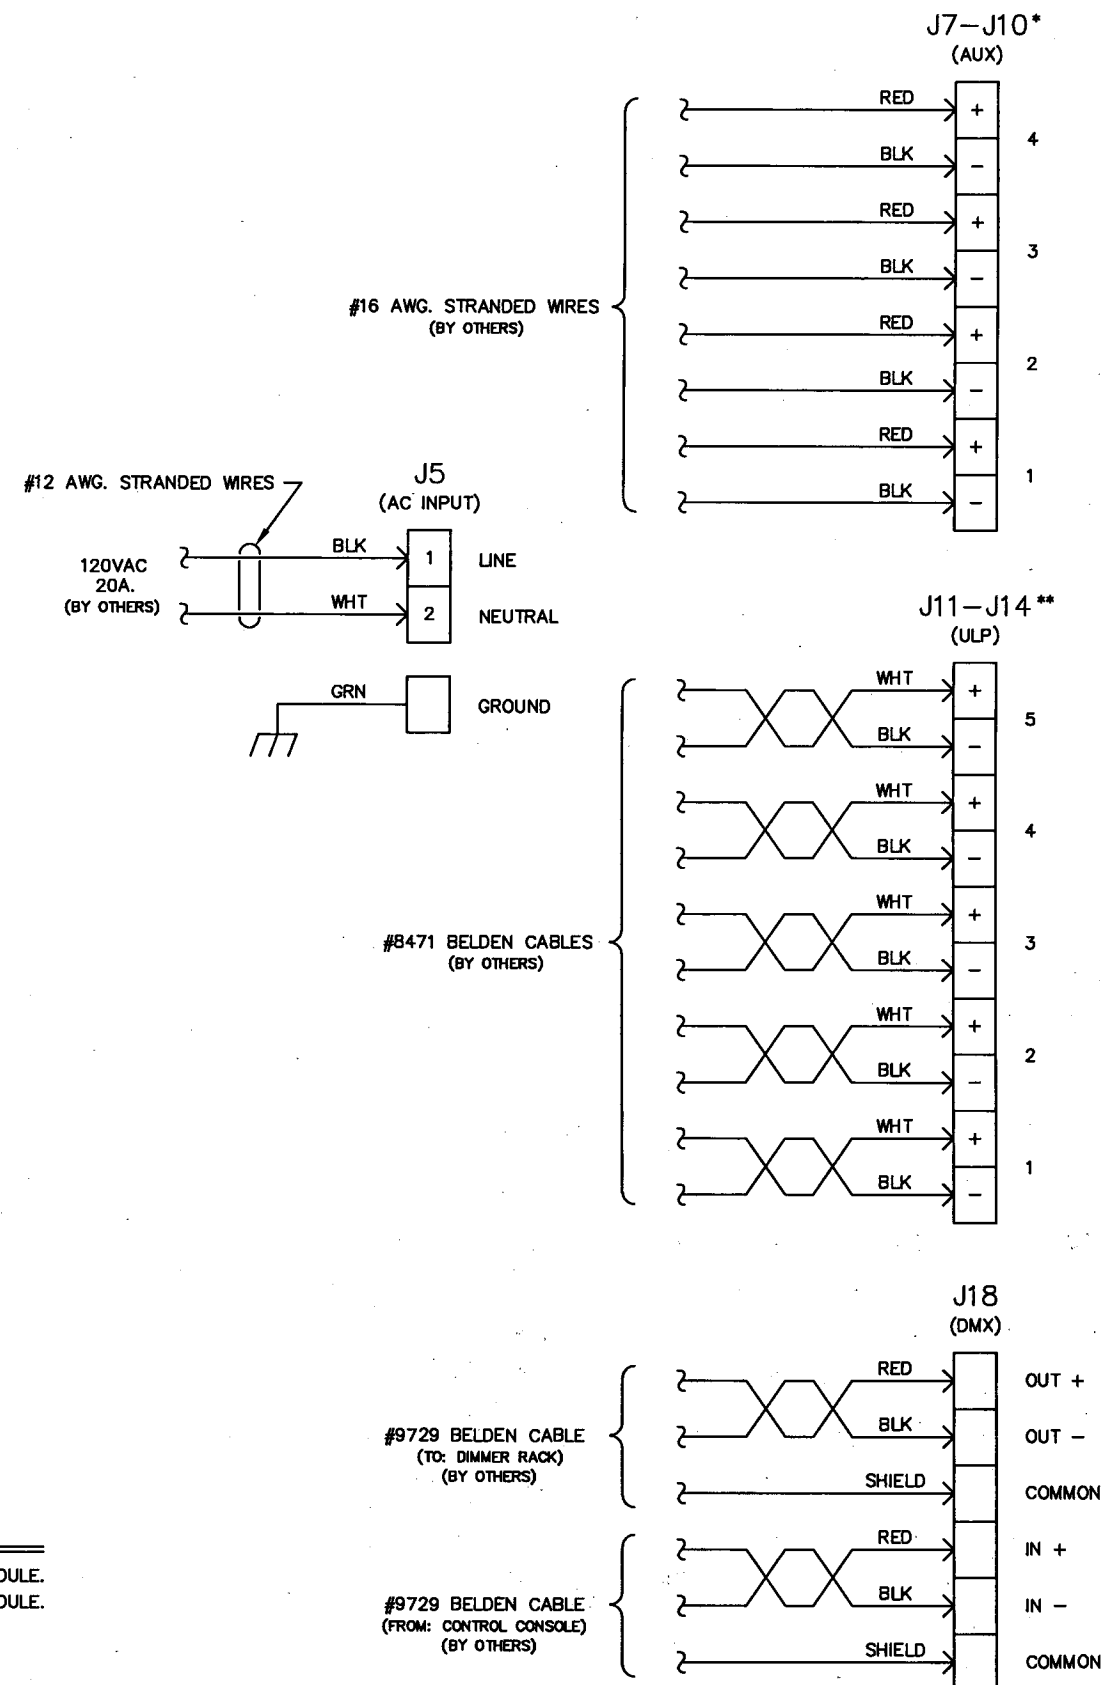 J7-J10*
(AUX)
RED +
4
BLK -
RED +
3
BLK -
#16 AWG. STRANDED WIRES
(BY OTHERS)
RED +
2
BLK -
RED +
1
BLK -
#12 AWG. STRANDED WIRES
J5
(AC INPUT)
120VAC
20A.
(BY OTHERS)
BLK 1 LINE
WHT 2 NEUTRAL
GRN GROUND
J11-J14**
(ULP)
WHT +
5
BLK -
WHT +
4
BLK -
#8471 BELDEN CABLES
(BY OTHERS)
WHT +
3
BLK -
WHT +
2
BLK -
WHT +
1
BLK -
J18
(DMX)
#9729 BELDEN CABLE
(TO: DIMMER RACK)
(BY OTHERS)
RED OUT +
BLK OUT -
SHIELD COMMON
#9729 BELDEN CABLE
(FROM: CONTROL CONSOLE)
(BY OTHERS)
RED IN +
BLK IN -
SHIELD COMMON